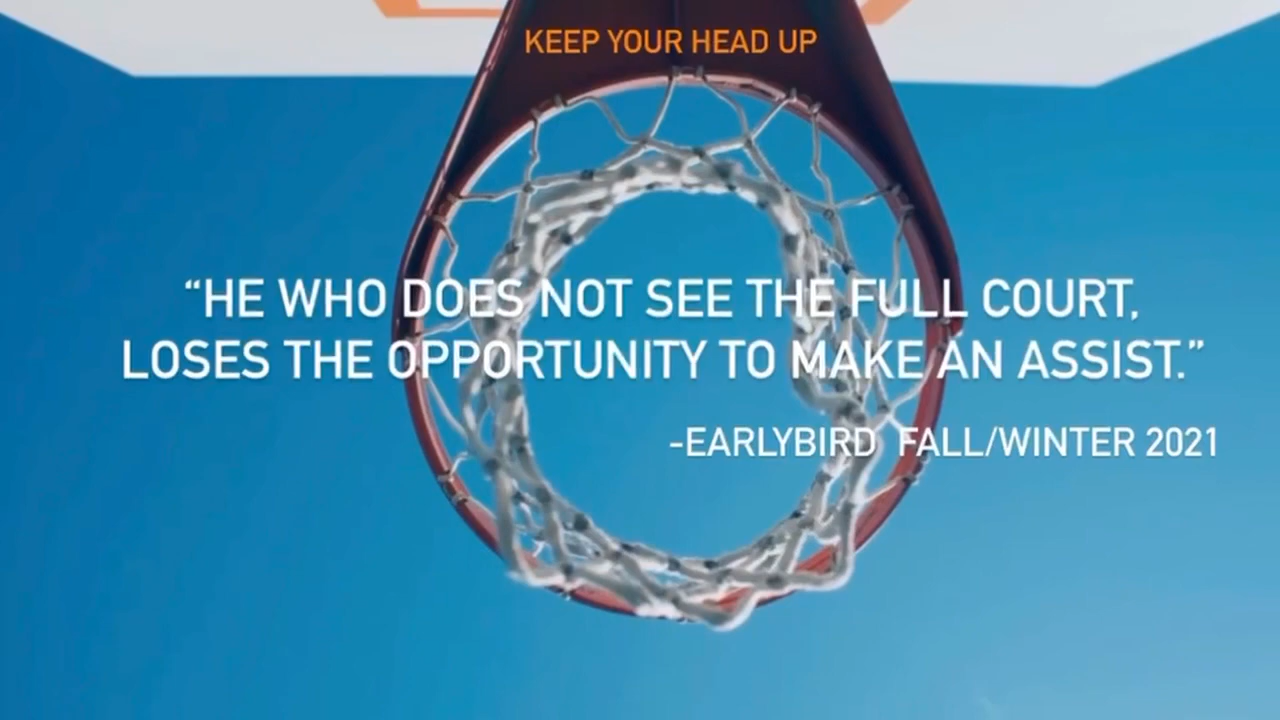 KEEP YOUR HEAD UP
“HE WHO DOES NOT SEE THE FULL COURT,
LOSES THE OPPORTUNITY TO MAKE AN ASSIST.”
-EARLYBIRD FALL/WINTER 2021